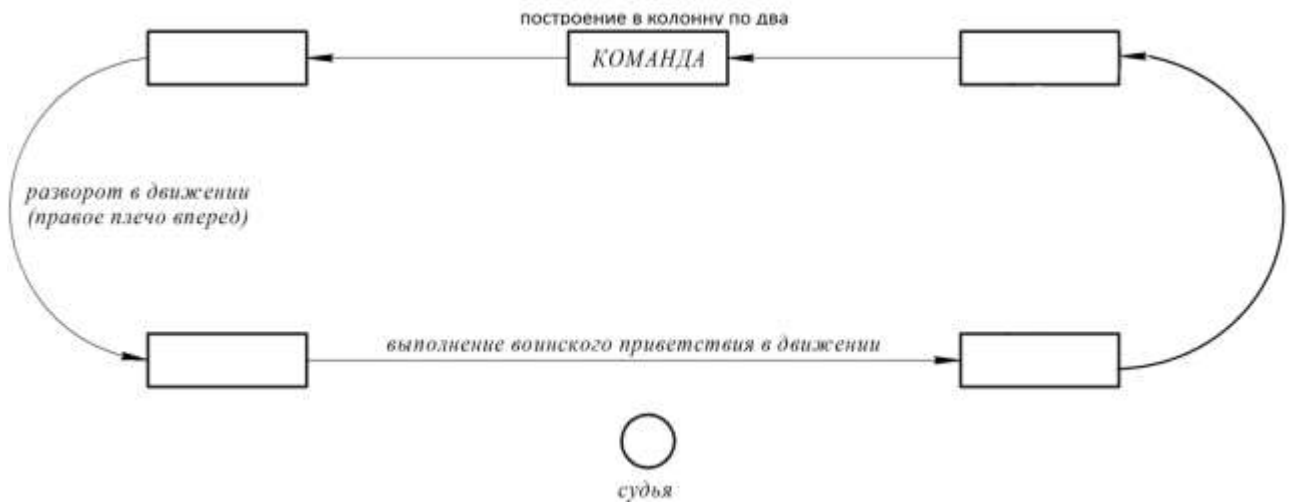 построение в колонну по два
КОМАНДА
разворот в движении
(правое плечо вперед)
выполнение воинского приветствия в движении
судья